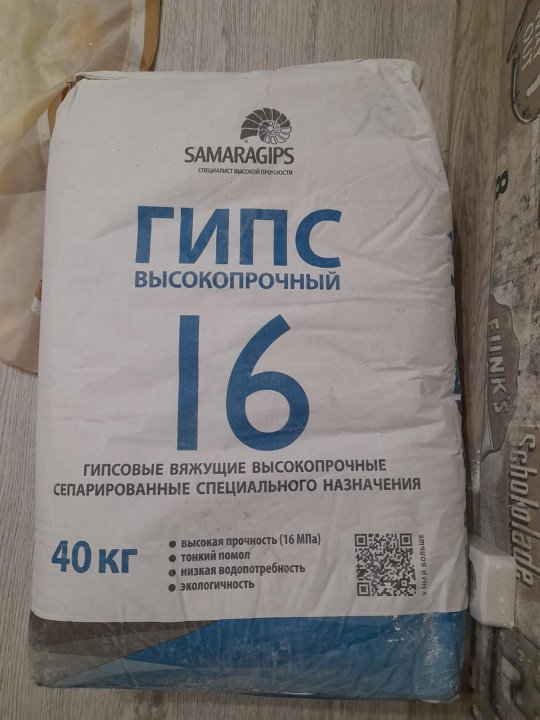 SAMARAGIPS
СПЕЦИАЛИСТ ВЫСОКОЙ ПРОЧНОСТИ
ГИПС
ВЫСОКОПРОЧНЫЙ
16
ГИПСОВЫЕ ВЯЖУЩИЕ ВЫСОКОПРОЧНЫЕ
СЕПАРИРОВАННЫЕ СПЕЦИАЛЬНОГО НАЗНАЧЕНИЯ
40 КГ
• высокая прочность (16 МПа)
• тонкий помол
• низкая водопотребность
• экологичность
УЗНАЙ БОЛЬШЕ
FUNK'S
Schokolade